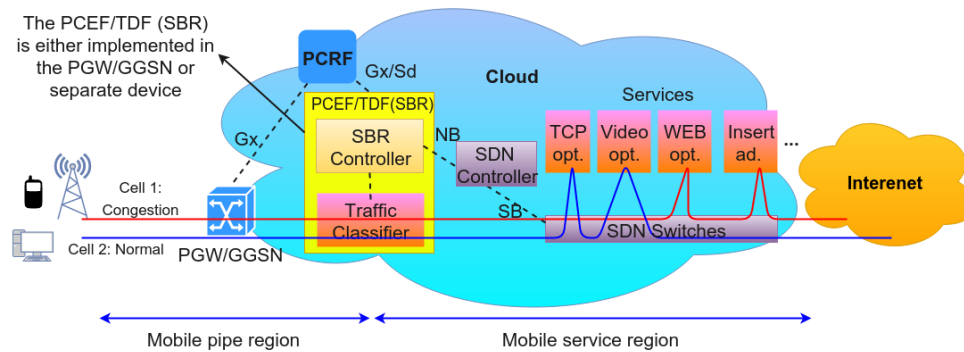 The PCEF/TDF (SBR)
is either implemented in
the PGW/GGSN or
separate device
PCRF
Gx/Sd
Cloud
PCEF/TDF(SBR)
Services
Gx
SBR
Controller
NB
SDN
Controller
TCP
opt.
Video
opt.
WEB
opt.
Insert
ad.
...
Interenet
Cell 1:
Congestion
Traffic
Classifier
SB
SDN Switches
Cell 2: Normal
PGW/GGSN
Mobile pipe region
Mobile service region